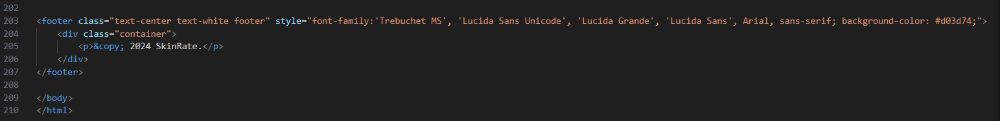 202
203 <footer class="text-center text-white footer" style="font-family:'Trebuchet MS', 'Lucida Sans Unicode', 'Lucida Grande', 'Lucida Sans', Arial, sans-serif; background-color: #d03d74;">
204     <div class="container">
205         <p>&copy; 2024 SkinRate.</p>
206     </div>
207 </footer>
208
209 </body>
210 </html>